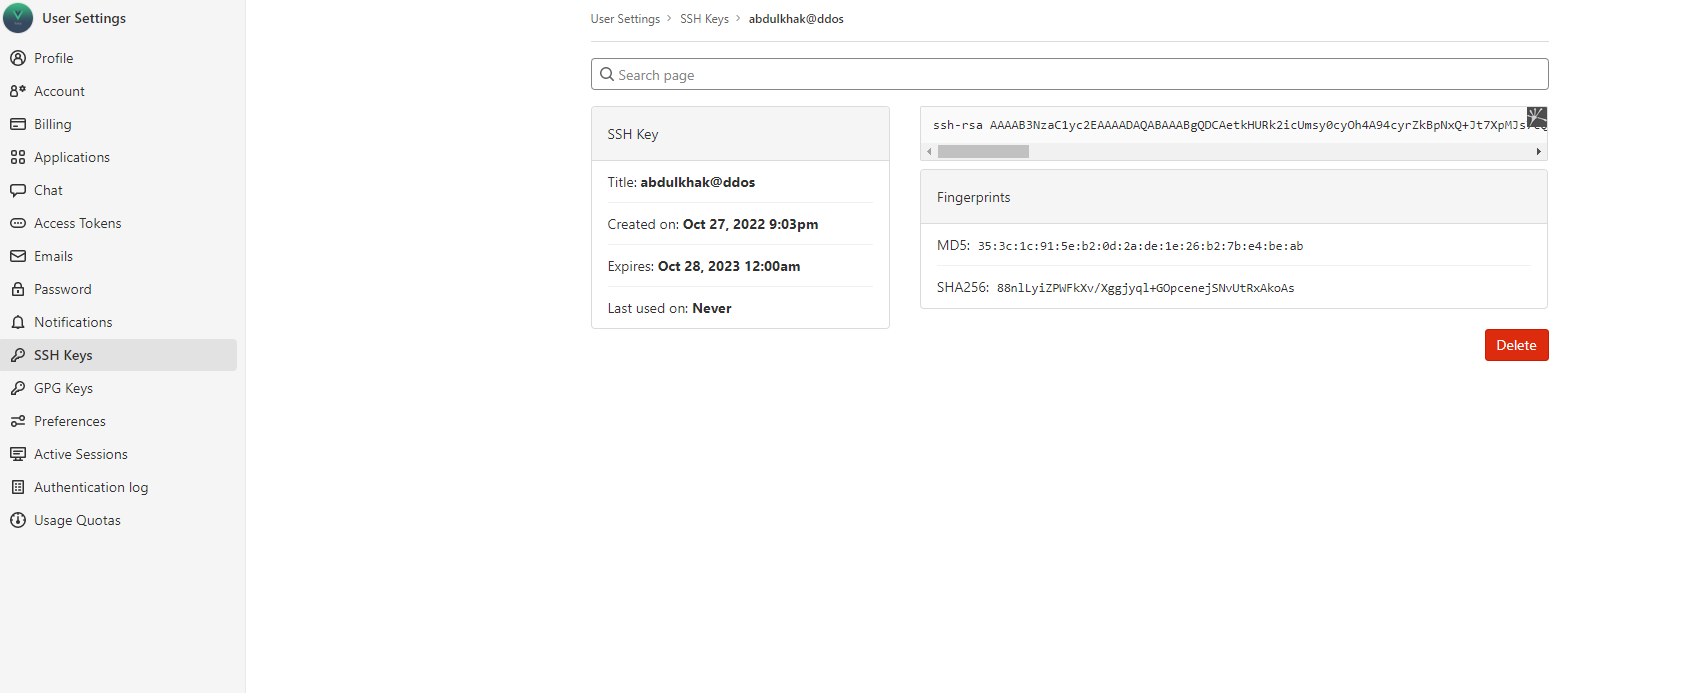 User Settings
Profile
Account
Billing
Applications
Chat
Access Tokens
Emails
Password
Notifications
SSH Keys
GPG Keys
Preferences
Active Sessions
Authentication log
Usage Quotas
User Settings > SSH Keys > abdulkhak@ddos
Search page
SSH Key
Title: abdulkhak@ddos
Created on: Oct 27, 2022 9:03pm
Expires: Oct 28, 2023 12:00am
Last used on: Never
ssh-rsa AAAAB3NzaC1yc2EAAAADAQABAAABgQDCAetkHURk2icUmsy0cyOh4A94cyrZkBpNxQ+Jt7XpMJs
Fingerprints
MD5: 35:3c:1c:91:5e:b2:0d:2a:de:1e:26:b2:7b:e4:be:ab
SHA256: 88nlLyiZPWFkXv/Xggjyql+GOpcenejSNvUtRxAkoAs
Delete